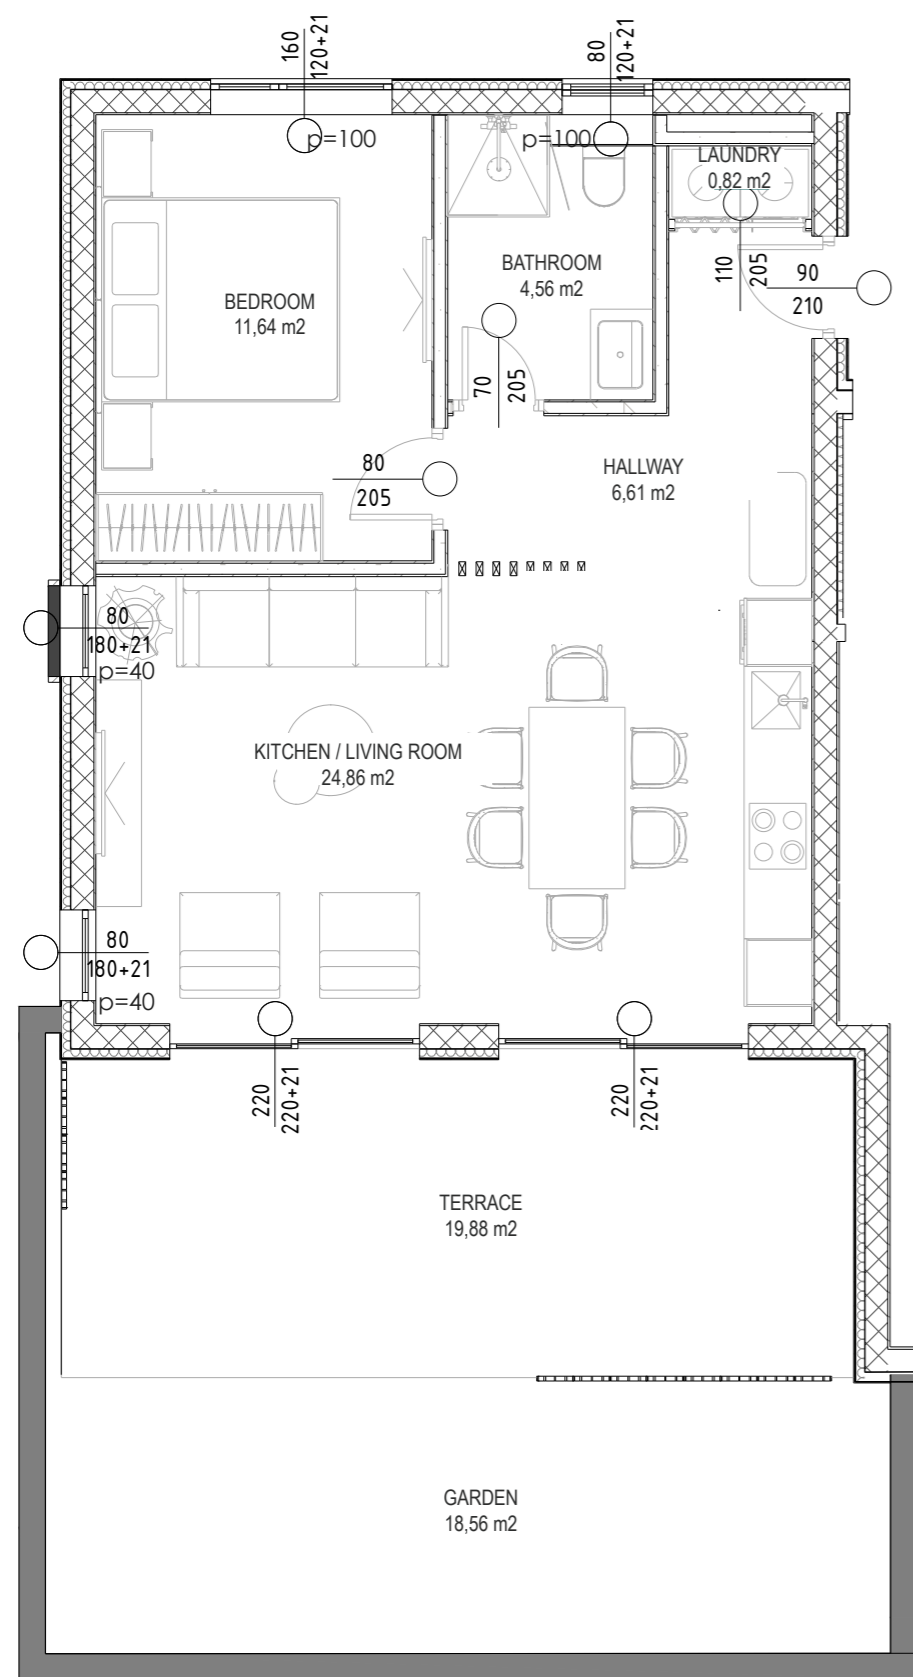 160
120+21
80
120+21
p=100
p=100
LAUNDRY
0,82 m2
110
205
90
210
BATHROOM
4,56 m2
BEDROOM
11,64 m2
70
205
80
205
HALLWAY
6,61 m2
80
180+21
p=40
KITCHEN / LIVING ROOM
24,86 m2
80
180+21
p=40
220
220+21
220
220+21
TERRACE
19,88 m2
GARDEN
18,56 m2